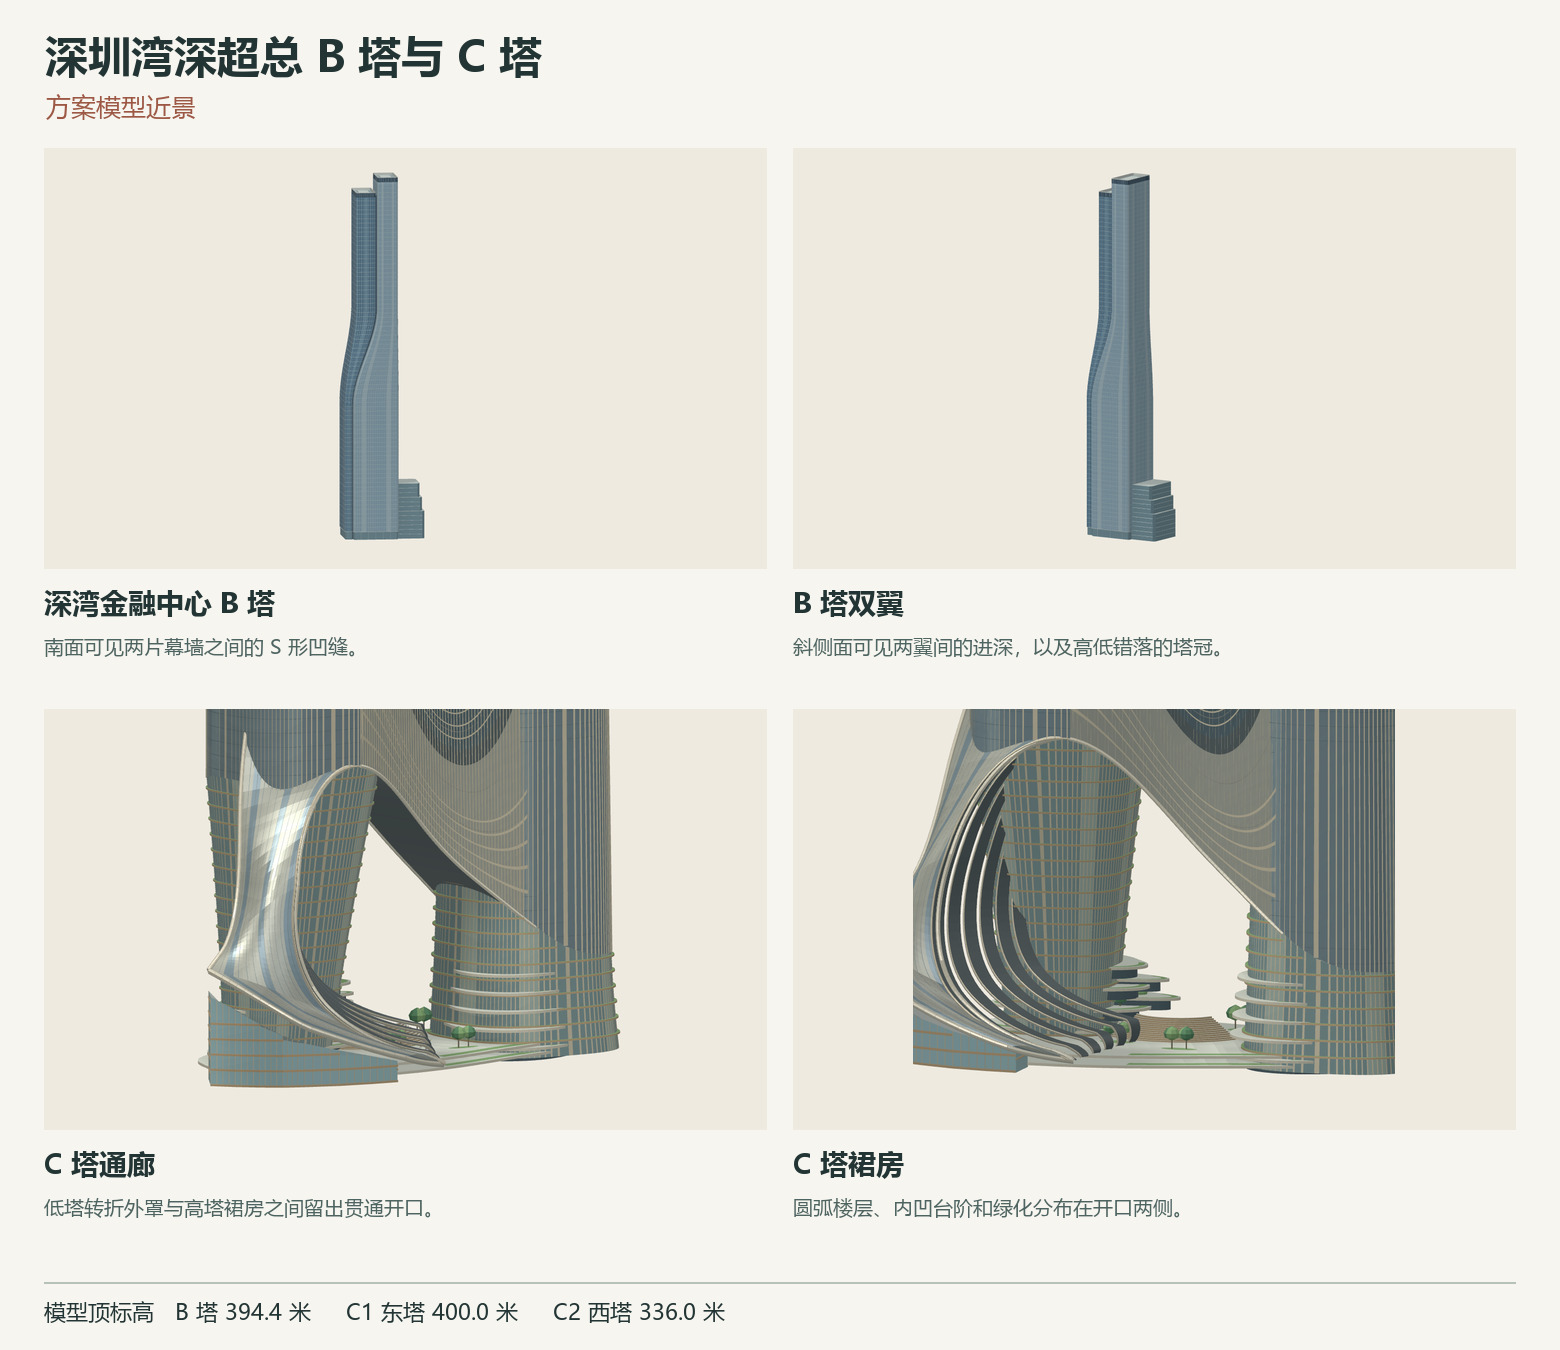 深圳湾深超总 B 塔与 C 塔
方案模型近景
深湾金融中心 B 塔
南面可见两片幕墙之间的 S 形凹缝。
B 塔双翼
斜侧面可见两翼间的进深，以及高低错落的塔冠。
C 塔通廊
低塔转折外罩与高塔裙房之间留出贯通开口。
C 塔裙房
圆弧楼层、内凹台阶和绿化分布在开口两侧。
模型顶标高 B 塔 394.4 米 C1 东塔 400.0 米 C2 西塔 336.0 米